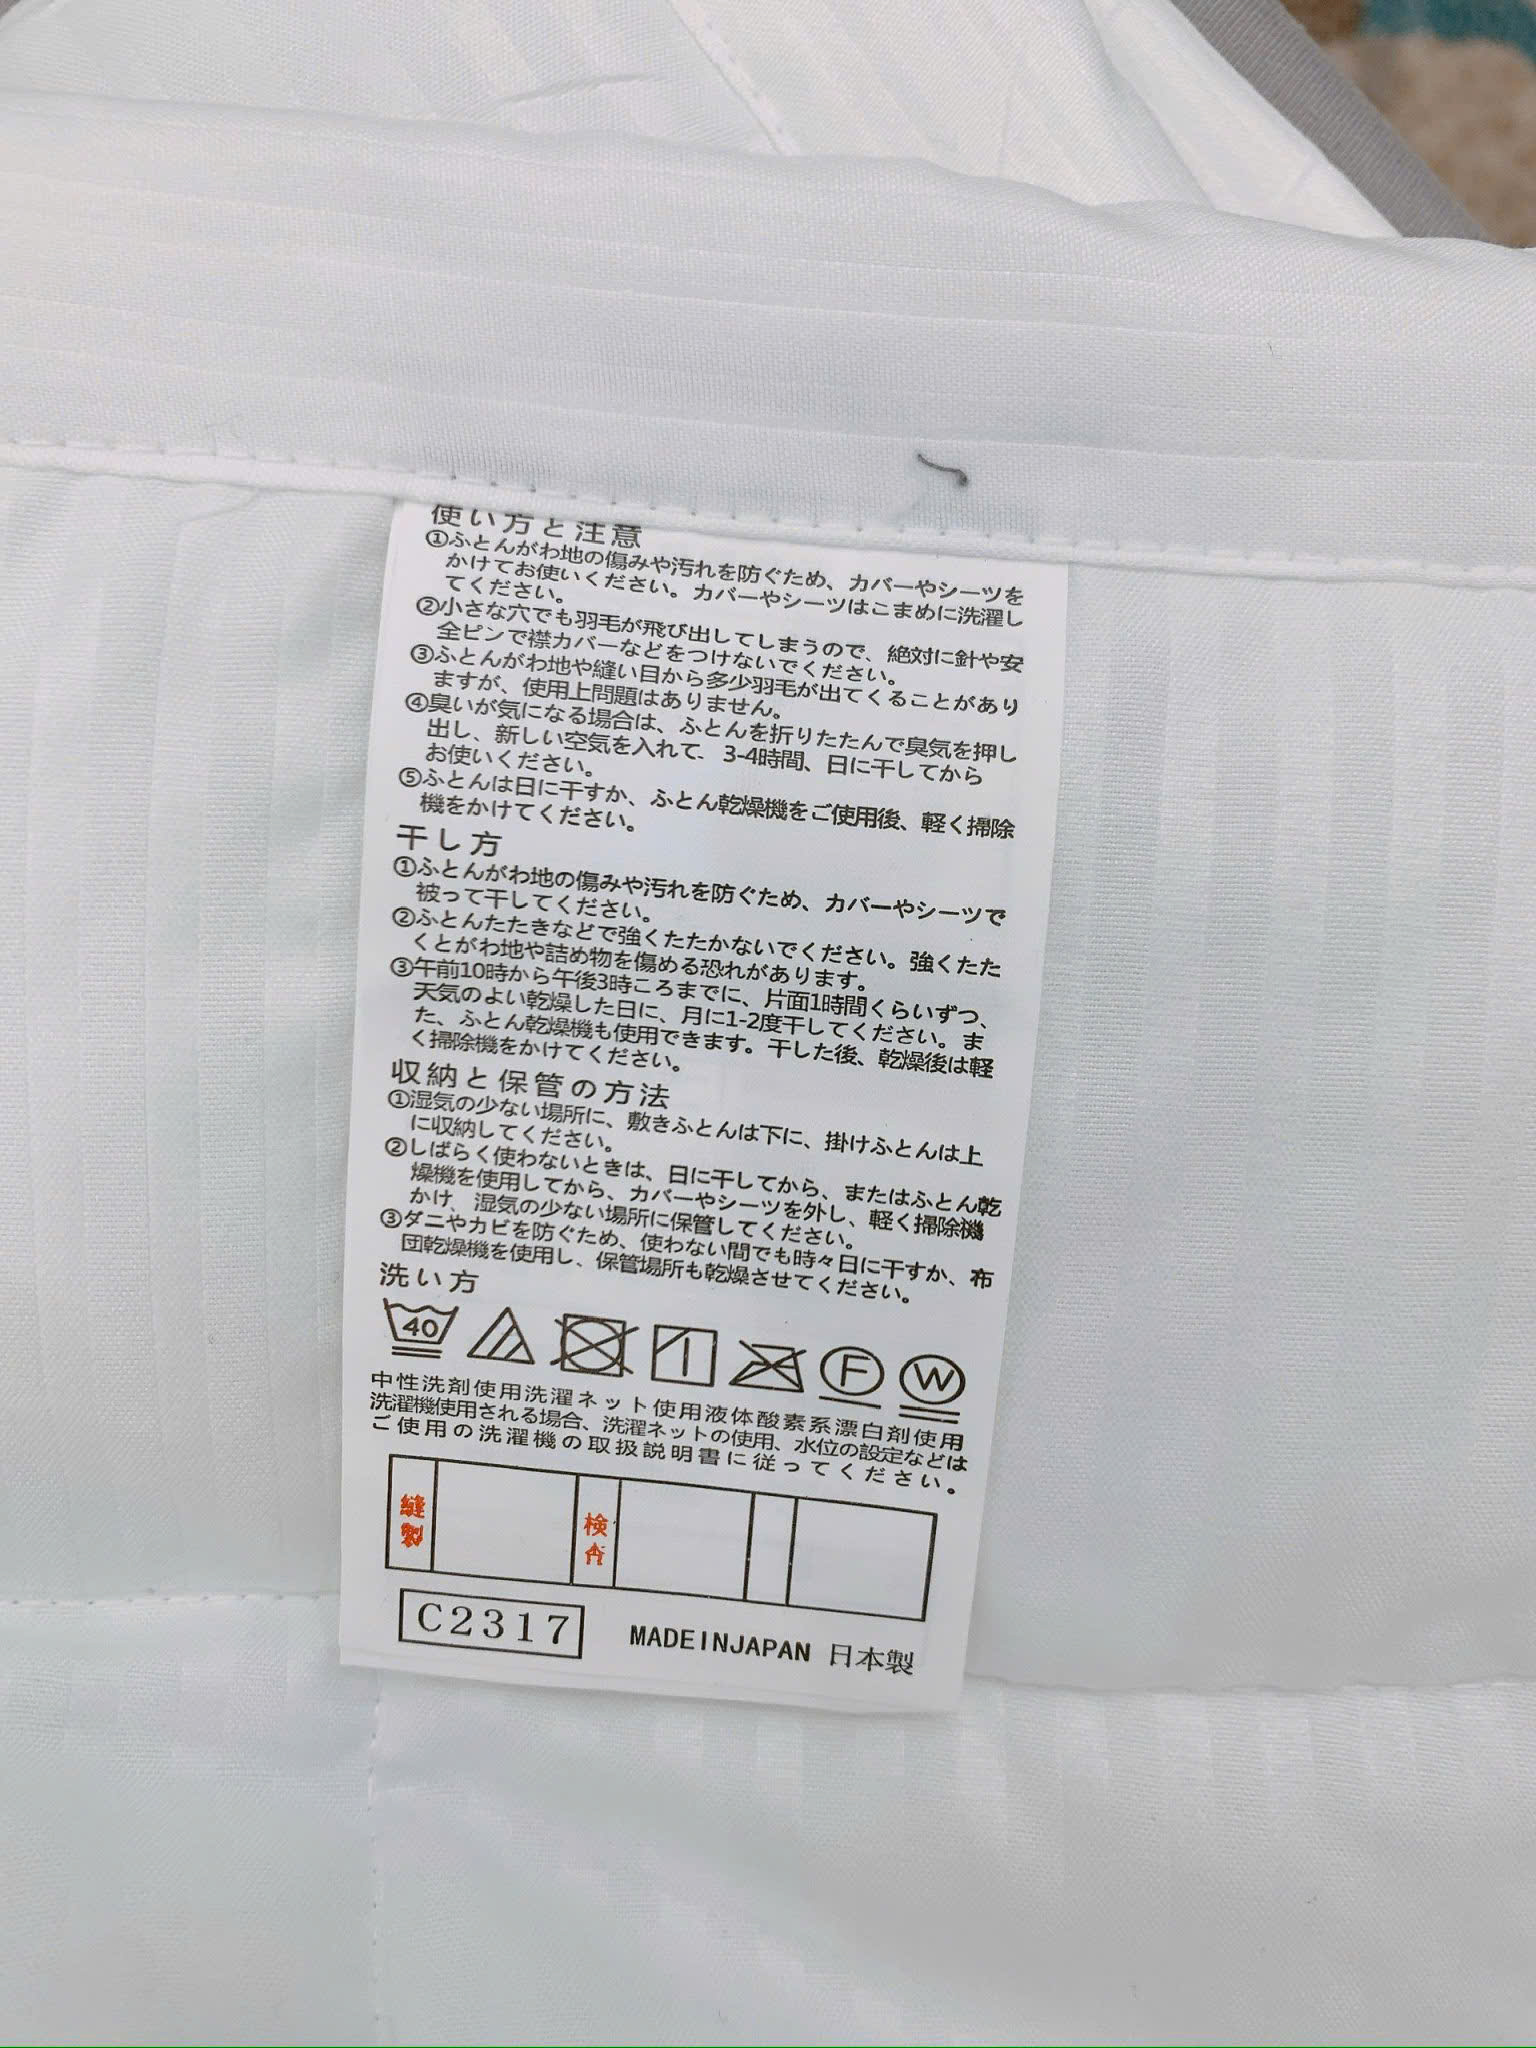 使い方と注意
①ふとんがわ地の傷みや汚れを防ぐため、カバーやシーツを
かけてお使いください。カバーやシーツはこまめに洗濯し
てください。
②小さな穴でも羽毛が飛び出してしまうので、絶対に針や安
全ピンで襟カバーなどをつけないでください。
③ふとんがわ地や縫い目から多少羽毛が出てくることがあり
ますが、使用上問題はありません。
④臭いが気になる場合は、ふとんを折りたたんで臭気を押し
出し、新しい空気を入れて、3-4時間、日に干してから
お使いください。
⑤ふとんは日に干すか、ふとん乾燥機をご使用後、軽く掃除
機をかけてください。
干し方
①ふとんがわ地の傷みや汚れを防ぐため、カバーやシーツで
被って干してください。
②ふとんたたきなどで強くたたかないでください。強くたた
くとがわ地や詰め物を傷める恐れがあります。
③午前10時から午後3時ころまでに、片面1時間くらいずつ、
天気のよい乾燥した日に、月に1-2度干してください。ま
た、ふとん乾燥機も使用できます。干した後、乾燥後は軽
く掃除機をかけてください。
収納と保管の方法
①湿気の少ない場所に、敷きふとんは下に、掛けふとんは上
に収納してください。
②しばらく使わないときは、日に干してから、またはふとん乾
燥機を使用してから、カバーやシーツを外し、軽く掃除機
かけ、湿気の少ない場所に保管してください。
③ダニやカビを防ぐため、使わない間でも時々日に干すか、布
団乾燥機を使用し、保管場所も乾燥させてください。
洗い方
40 F W
中性洗剤使用洗濯ネット使用液体酸素系漂白剤使用
洗濯機使用される場合、洗濯ネットの使用、水位の設定などは
ご使用の洗濯機の取扱説明書に従ってください。
縫製 検査
C2317 MADEINJAPAN 日本製